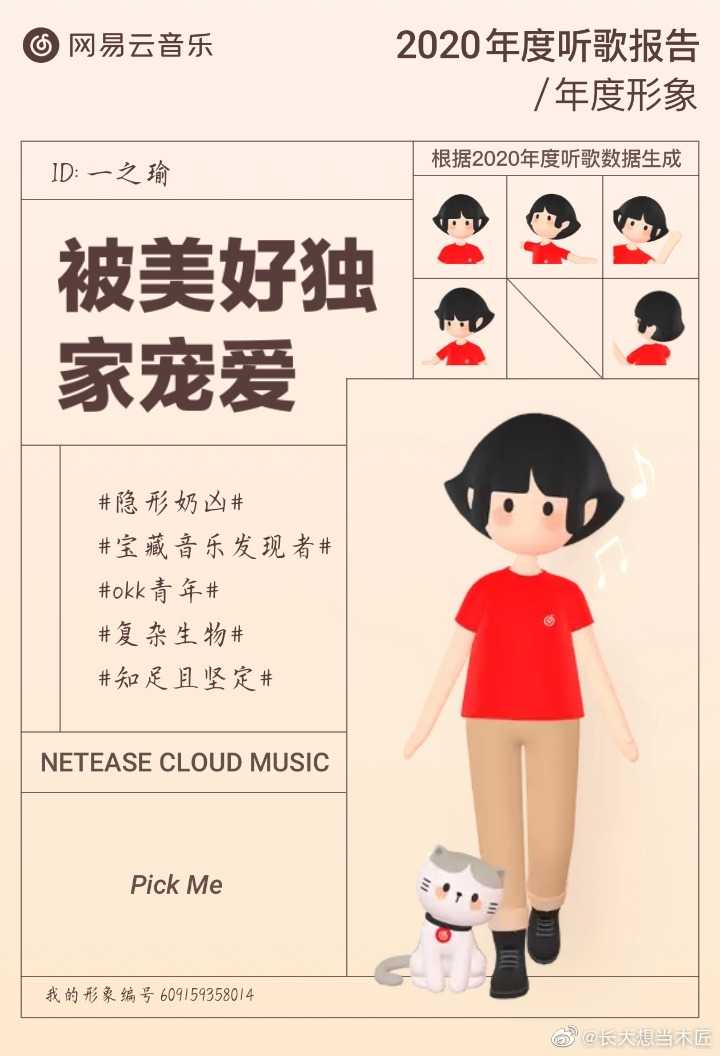 网易云音乐
2020年度听歌报告
/年度形象
ID: 一之瑜
根据2020年度听歌数据生成
被美好独
家宠爱
#隐形奶凶#
#宝藏音乐发现者#
#okk青年#
#复杂生物#
#知足且坚定#
NETEASE CLOUD MUSIC
Pick Me
我的形象编号 609159358014
@长大想当木匠